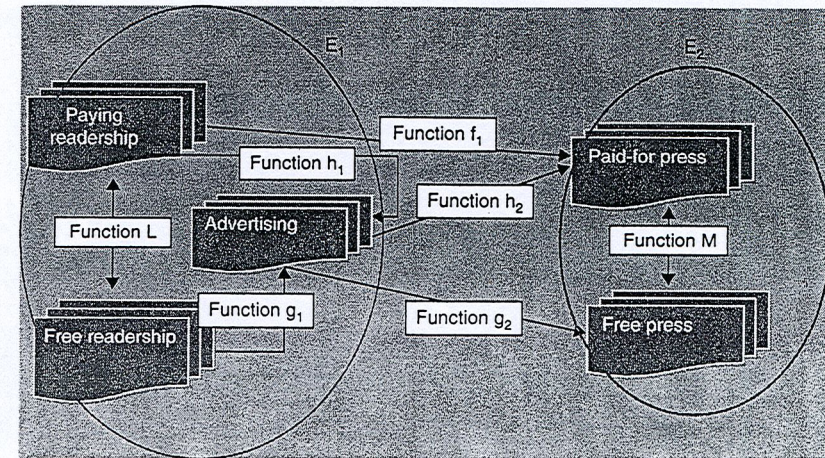 E₁
E₂
Paying
readership
Function f₁
Paid-for press
Function h₁
Function h₂
Advertising
Function L
Function M
Function g₁
Free readership
Function g₂
Free press